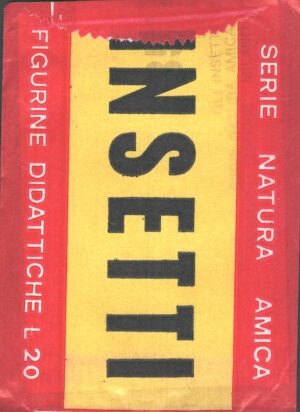 SERIE NATURA AMICA
INSETTI
FIGURINE DIDATTICHE L 20